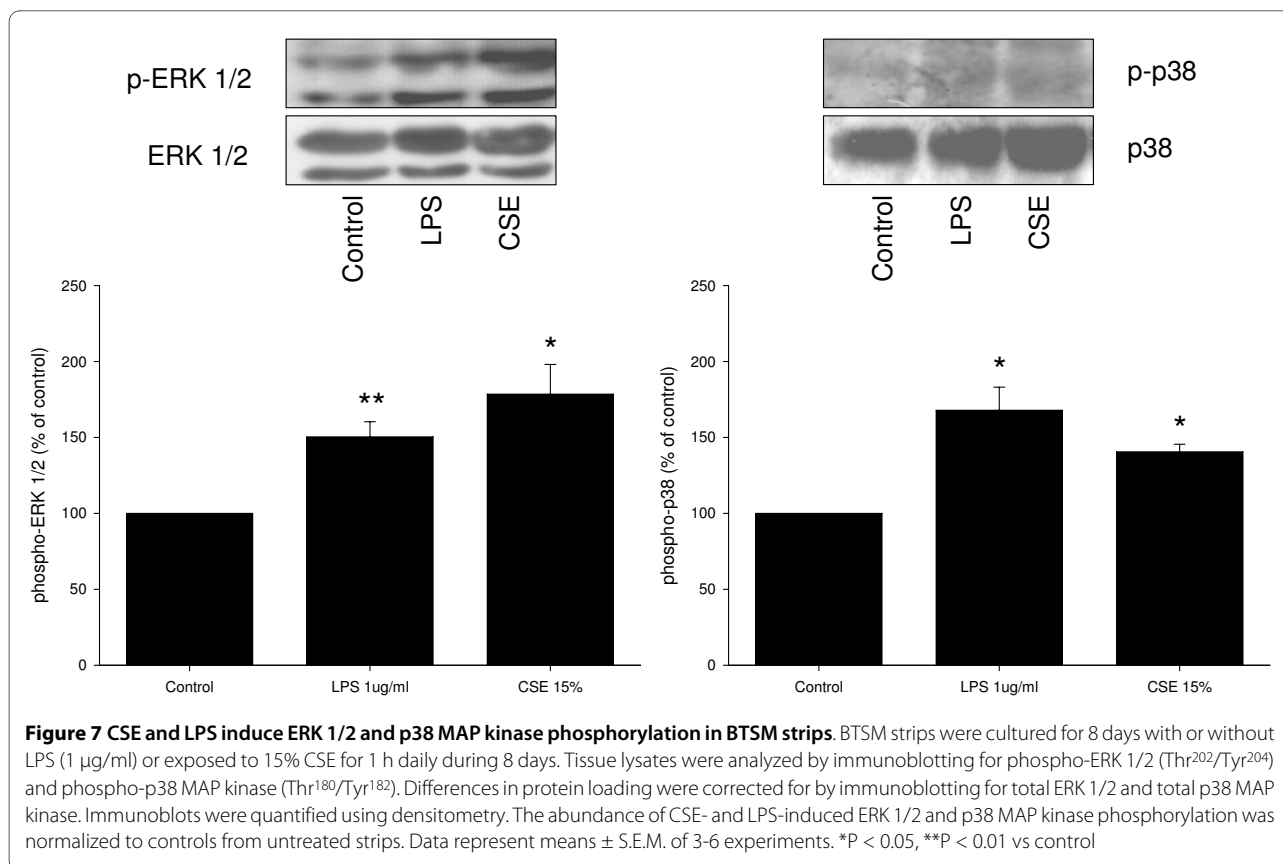 p-ERK 1/2
ERK 1/2
Control
LPS
CSE
p-p38
p38
Control
LPS
CSE
250
200
150
100
50
0
phospho-ERK 1/2 (% of control)
**
*
Control
LPS 1ug/ml
CSE 15%
250
200
150
100
50
0
phospho-p38 (% of control)
*
*
Control
LPS 1ug/ml
CSE 15%
Figure 7 CSE and LPS induce ERK 1/2 and p38 MAP kinase phosphorylation in BTSM strips. BTSM strips were cultured for 8 days with or without
LPS (1 μg/ml) or exposed to 15% CSE for 1 h daily during 8 days. Tissue lysates were analyzed by immunoblotting for phospho-ERK 1/2 (Thr202/Tyr204)
and phospho-p38 MAP kinase (Thr180/Tyr182). Differences in protein loading were corrected for by immunoblotting for total ERK 1/2 and total p38 MAP
kinase. Immunoblots were quantified using densitometry. The abundance of CSE- and LPS-induced ERK 1/2 and p38 MAP kinase phosphorylation was
normalized to controls from untreated strips. Data represent means ± S.E.M. of 3-6 experiments. *P < 0.05, **P < 0.01 vs control